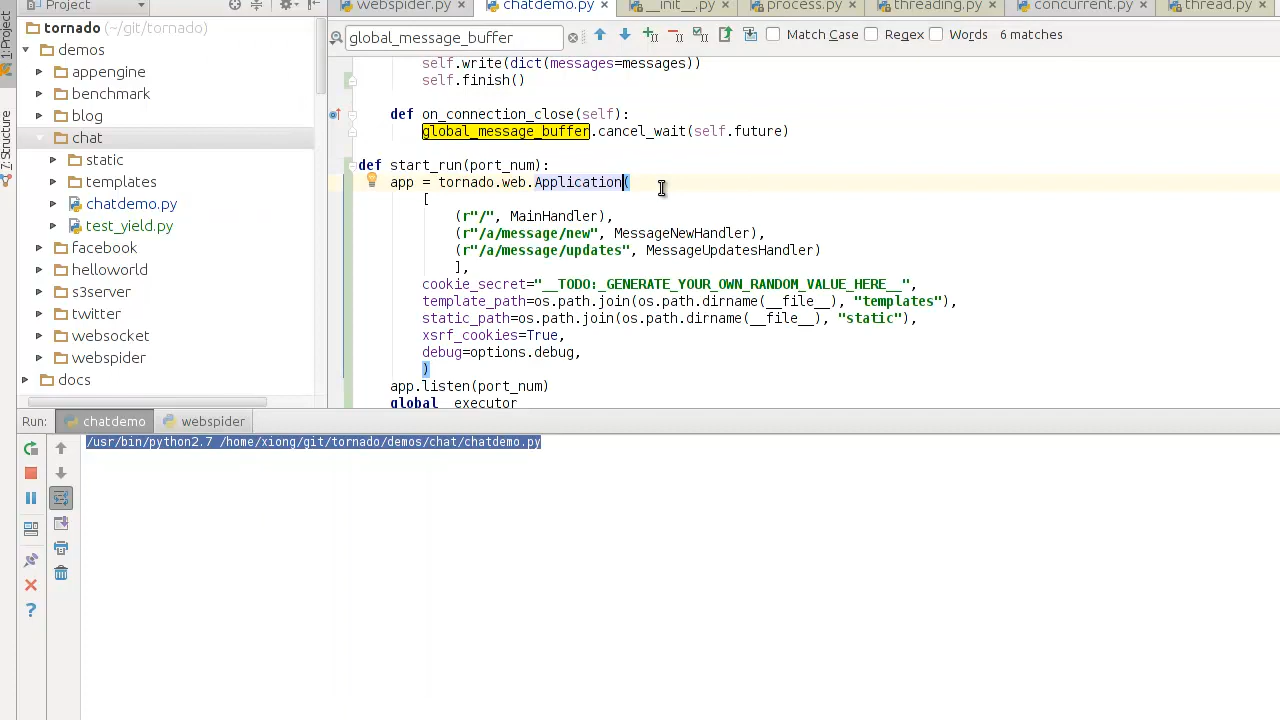 Project
webspider.py
chatdemo.py
__init__.py
process.py
threading.py
concurrent.py
thread.py
1: Project
7: Structure
tornado (~/git/tornado)
demos
appengine
benchmark
blog
chat
static
templates
chatdemo.py
test_yield.py
facebook
helloworld
s3server
twitter
websocket
webspider
docs
global_message_buffer
Match Case
Regex
Words
6 matches
self.write(dict(messages=messages))
self.finish()
def on_connection_close(self):
global_message_buffer.cancel_wait(self.future)
def start_run(port_num):
app = tornado.web.Application(
[
(r"/", MainHandler),
(r"/a/message/new", MessageNewHandler),
(r"/a/message/updates", MessageUpdatesHandler)
],
cookie_secret="__TODO:_GENERATE_YOUR_OWN_RANDOM_VALUE_HERE__",
template_path=os.path.join(os.path.dirname(__file__), "templates"),
static_path=os.path.join(os.path.dirname(__file__), "static"),
xsrf_cookies=True,
debug=options.debug,
)
app.listen(port_num)
Run:
chatdemo
webspider
/usr/bin/python2.7 /home/xiong/git/tornado/demos/chat/chatdemo.py